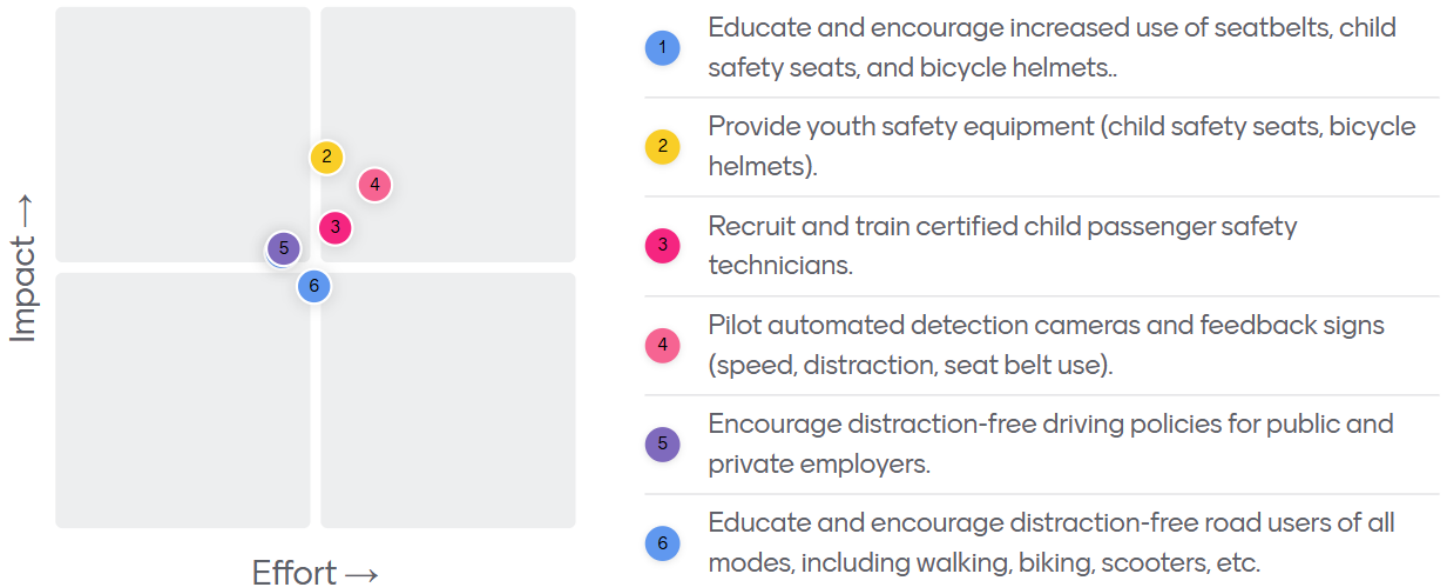 Impact →
Effort →
2
4
3
5
6
1
Educate and encourage increased use of seatbelts, child
safety seats, and bicycle helmets..
2
Provide youth safety equipment (child safety seats, bicycle
helmets).
3
Recruit and train certified child passenger safety
technicians.
4
Pilot automated detection cameras and feedback signs
(speed, distraction, seat belt use).
5
Encourage distraction-free driving policies for public and
private employers.
6
Educate and encourage distraction-free road users of all
modes, including walking, biking, scooters, etc.